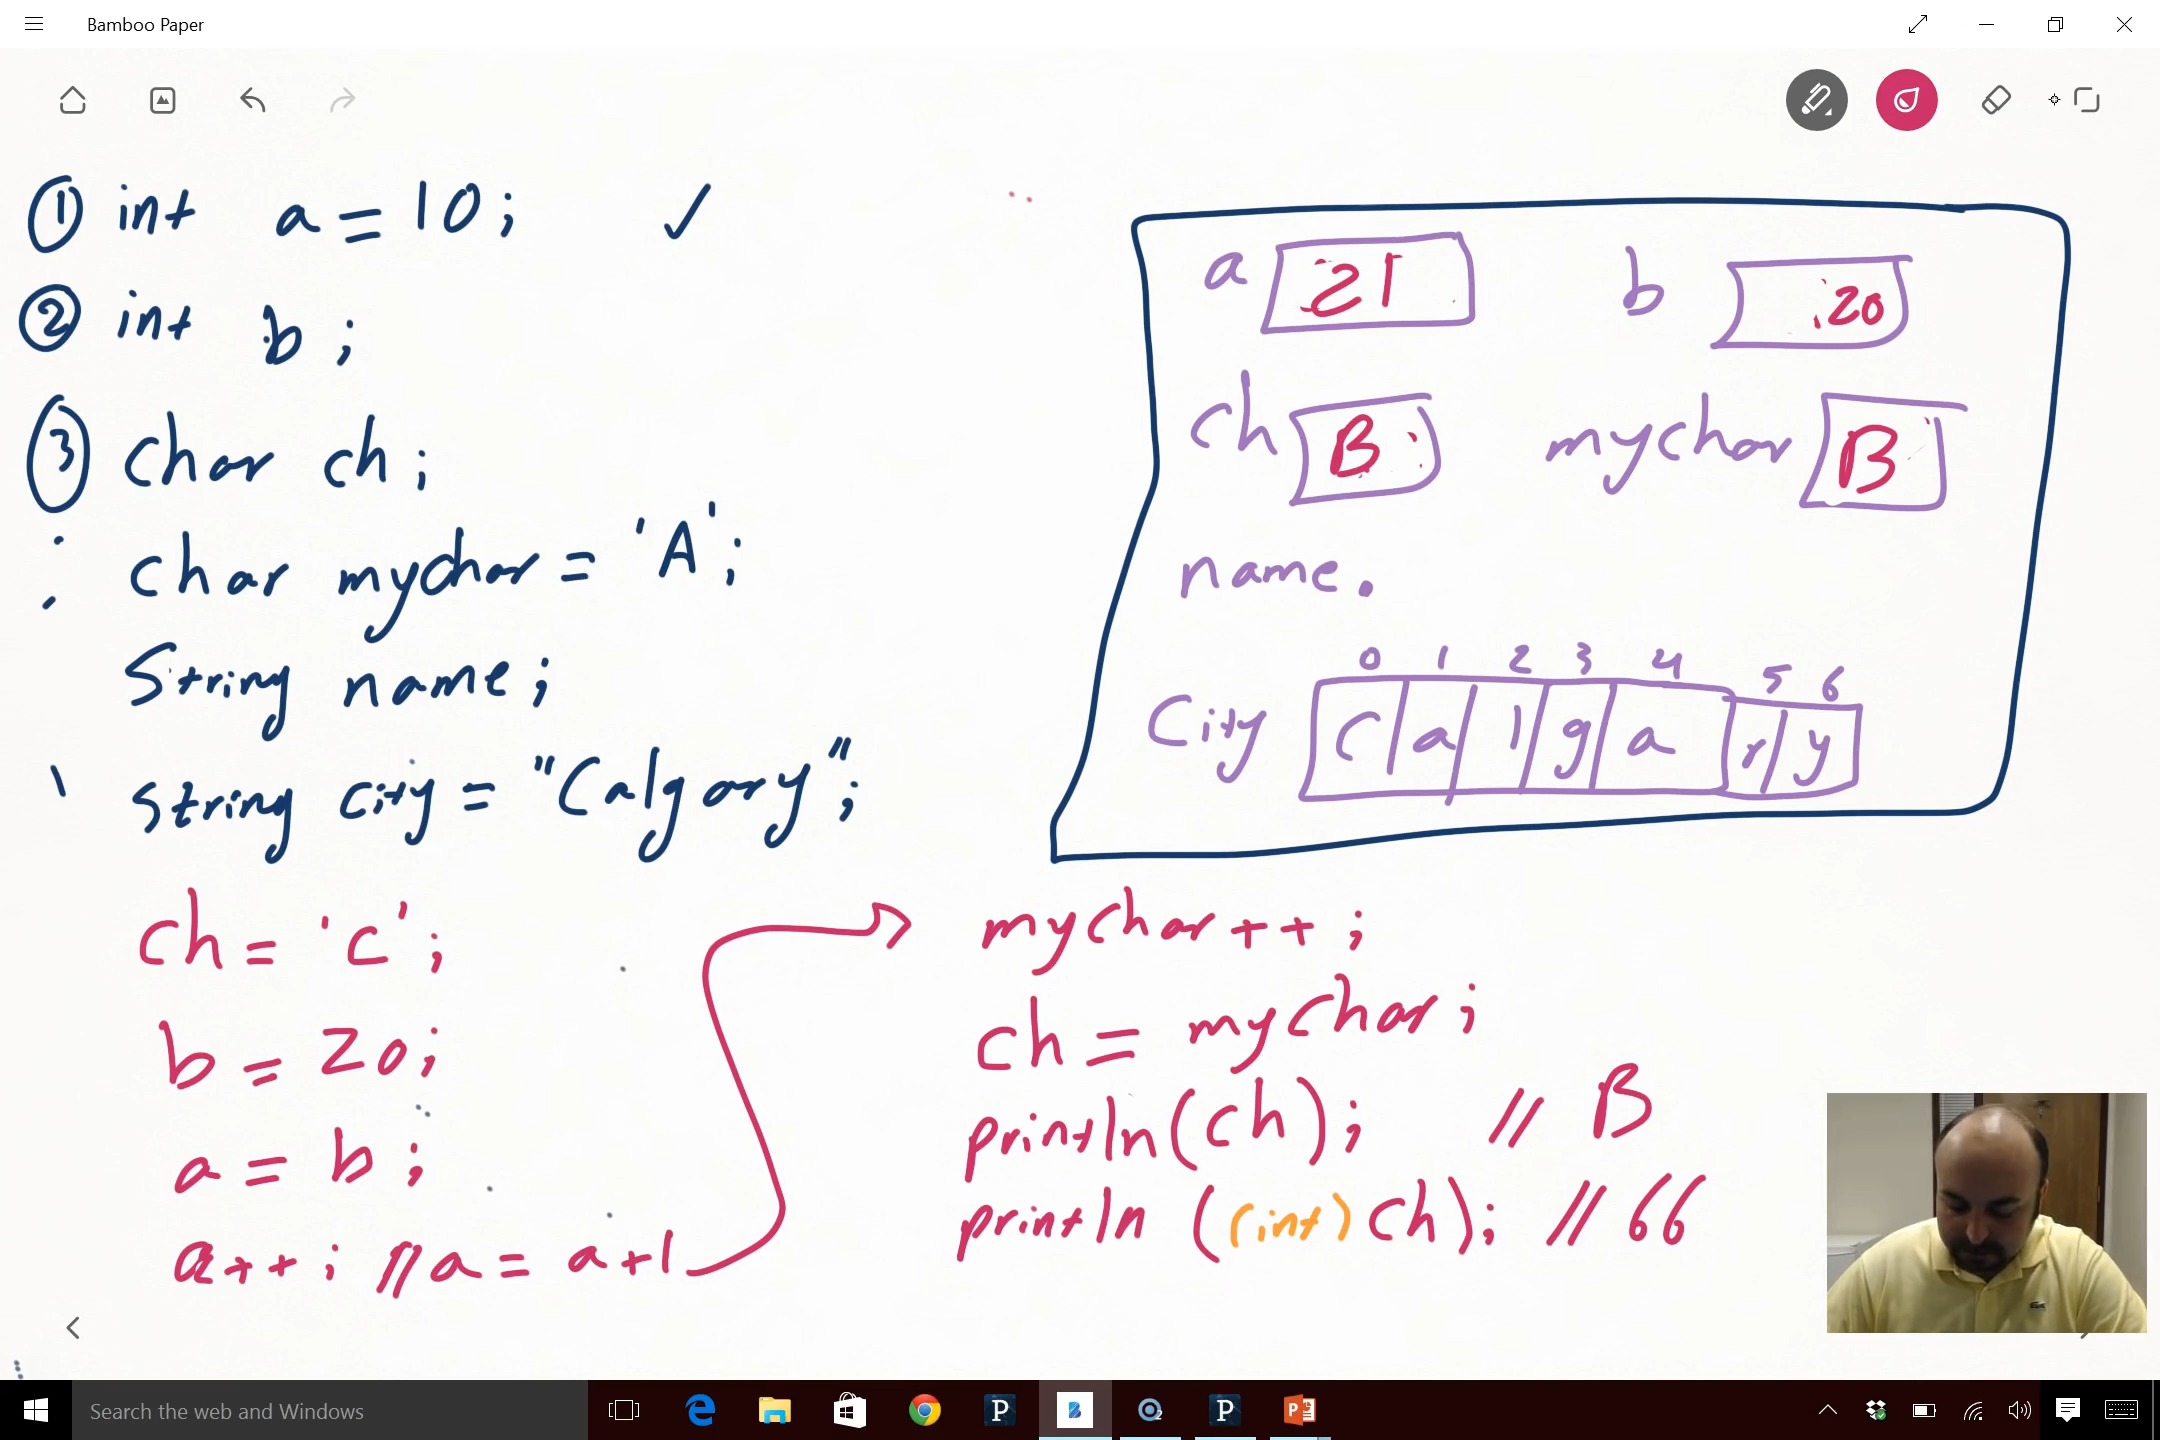 Bamboo Paper
① int a = 10; ✓
② int b ;
③ char ch ;
char mychar = 'A';
String name ;
string city = "Calgary";
ch = 'c' ;
b = 20;
a = b ;
a++ ; // a = a+1
a 21 b 20
ch B mychar B
name.
0 1 2 3 4 5 6
City C a l g a r y
mychar++ ;
ch = mychar ;
println(ch); // B
println ((int) ch); // 66
Search the web and Windows